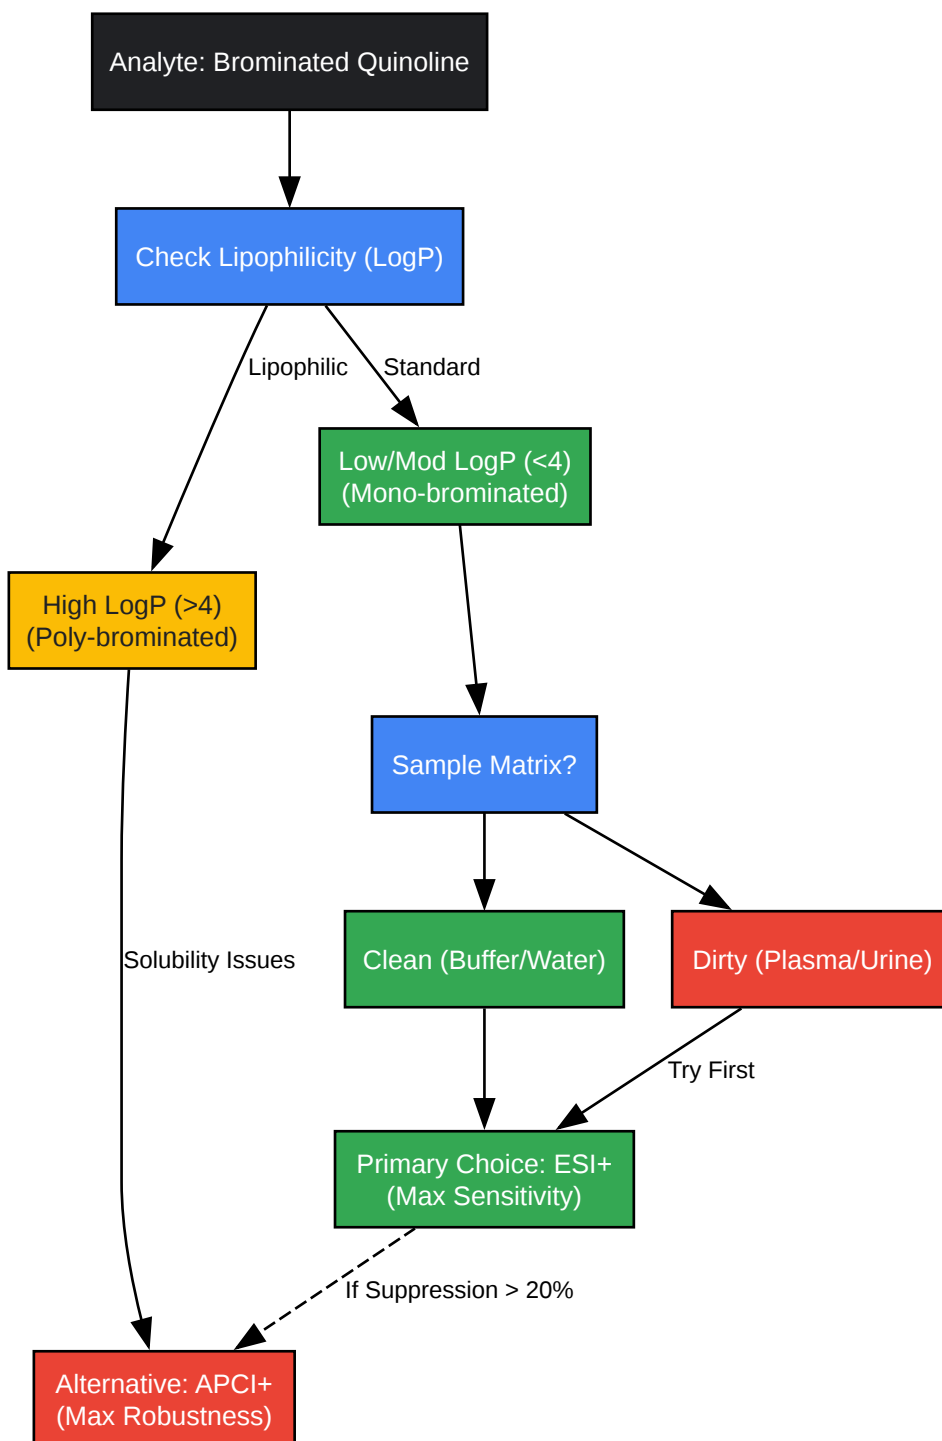 Analyte: Brominated Quinoline
Check Lipophilicity (LogP)
Lipophilic
Standard
Low/Mod LogP (<4)
(Mono-brominated)
High LogP (>4)
(Poly-brominated)
Sample Matrix?
Clean (Buffer/Water)
Dirty (Plasma/Urine)
Solubility Issues
Try First
Primary Choice: ESI+
(Max Sensitivity)
If Suppression > 20%
Alternative: APCI+
(Max Robustness)